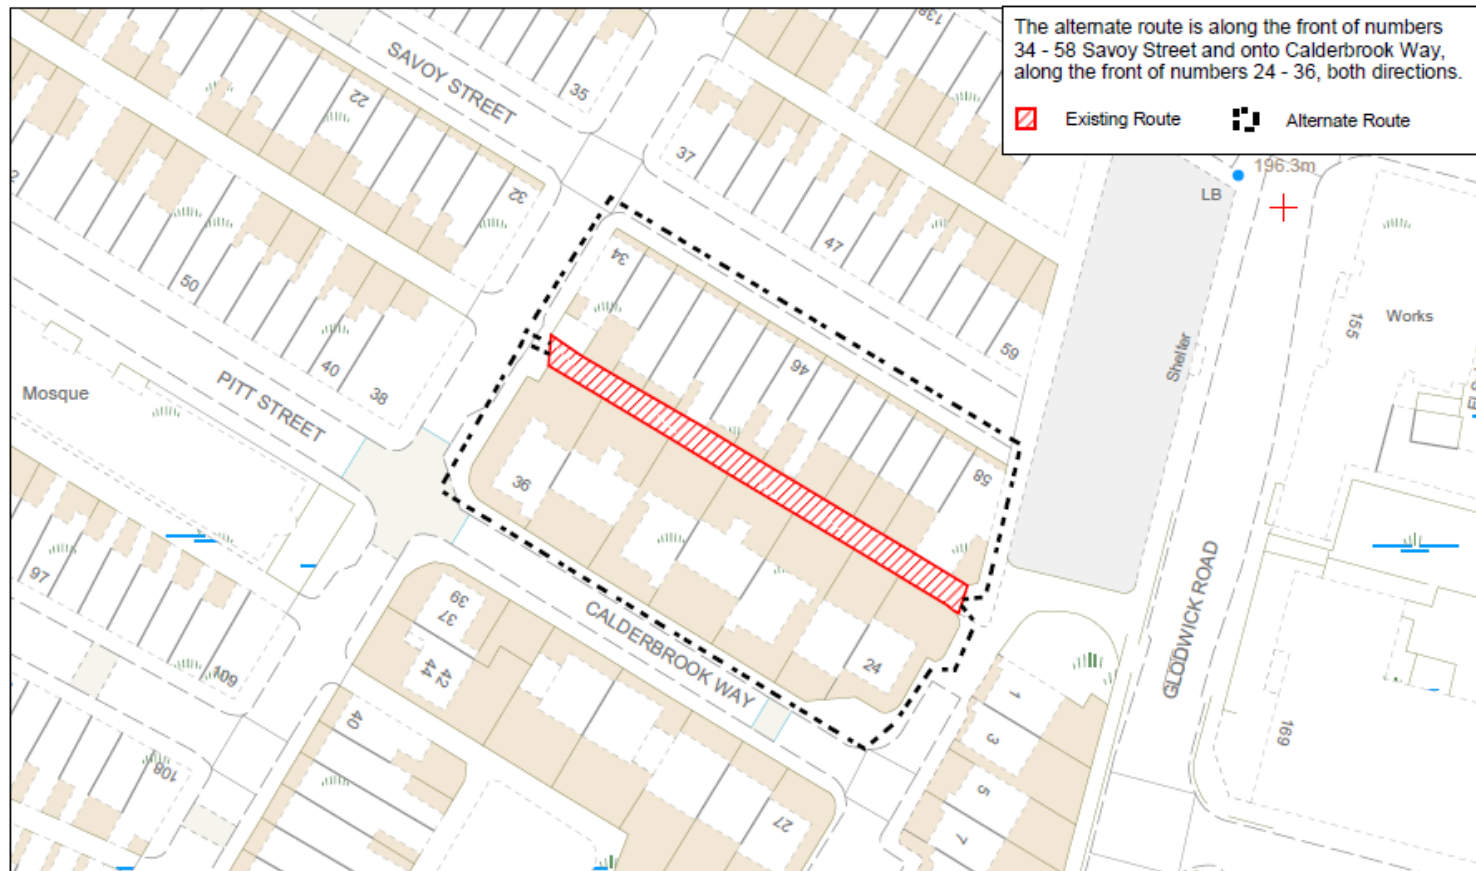 The alternate route is along the front of numbers
34 - 58 Savoy Street and onto Calderbrook Way,
along the front of numbers 24 - 36, both directions.
Existing Route
Alternate Route
139
SAVOY STREET
35
22
37
196.3m
LB
2
32
47
34
50
155
Works
59
Shelter
46
40
38
Mosque
PITT STREET
58
36
97
39
37
CALDERBROOK WAY
GLODWICK ROAD
24
109
42
44
1
40
3
169
108
5
27
7